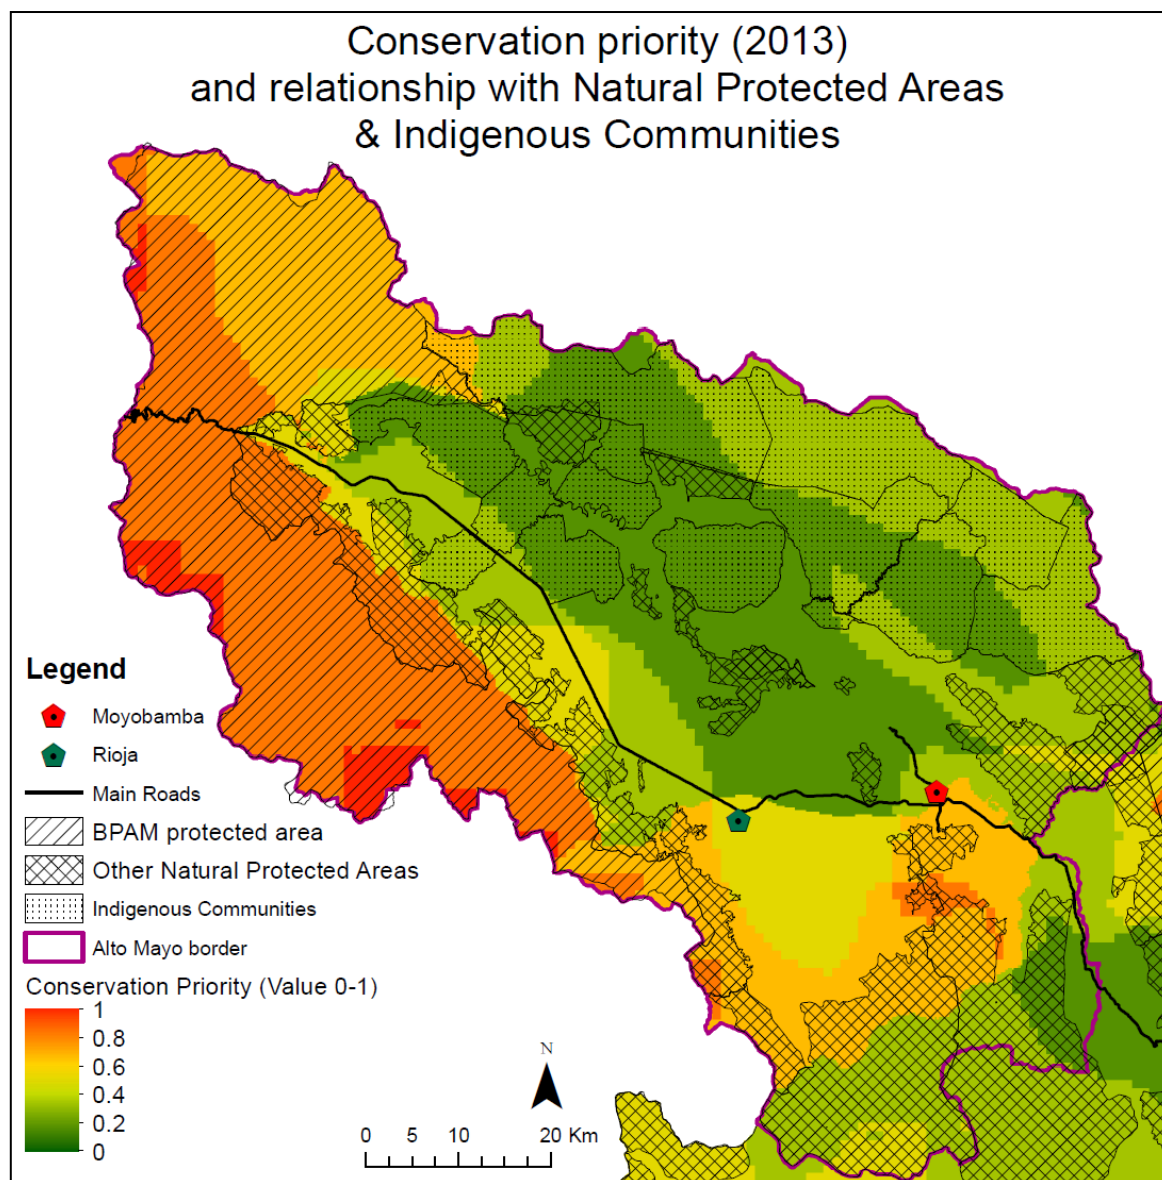 Conservation priority (2013)
and relationship with Natural Protected Areas
& Indigenous Communities
Legend
Moyobamba
Rioja
Main Roads
BPAM protected area
Other Natural Protected Areas
Indigenous Communities
Alto Mayo border
Conservation Priority (Value 0-1)
1
0.8
0.6
0.4
0.2
0
N
0 5 10 20 Km